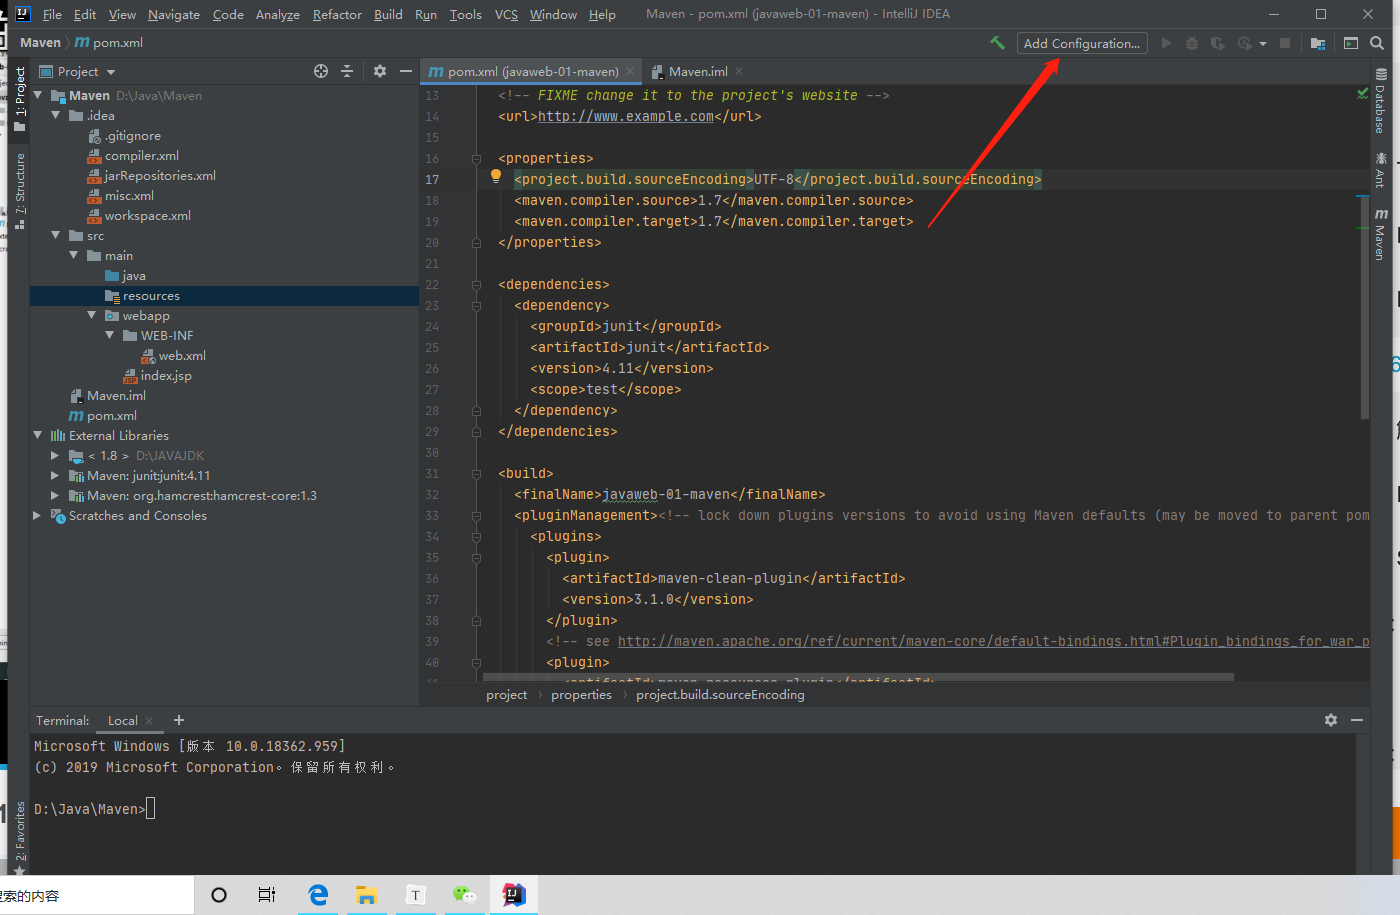 File Edit View Navigate Code Analyze Refactor Build Run Tools VCS Window Help Maven - pom.xml (javaweb-01-maven) - IntelliJ IDEA
Maven pom.xml
Add Configuration...
1: Project
7: Structure
2: Favorites
Project
Maven D:\Java\Maven
.idea
.gitignore
compiler.xml
jarRepositories.xml
misc.xml
workspace.xml
src
main
java
resources
webapp
WEB-INF
web.xml
index.jsp
Maven.iml
pom.xml
External Libraries
< 1.8 > D:\JAVAJDK
Maven: junit:junit:4.11
Maven: org.hamcrest:hamcrest-core:1.3
Scratches and Consoles
pom.xml (javaweb-01-maven) Maven.iml
13 <!-- FIXME change it to the project's website -->
14 <url>http://www.example.com</url>
15
16 <properties>
17 <project.build.sourceEncoding>UTF-8</project.build.sourceEncoding>
18 <maven.compiler.source>1.7</maven.compiler.source>
19 <maven.compiler.target>1.7</maven.compiler.target>
20 </properties>
21
22 <dependencies>
23 <dependency>
24 <groupId>junit</groupId>
25 <artifactId>junit</artifactId>
26 <version>4.11</version>
27 <scope>test</scope>
28 </dependency>
29 </dependencies>
30
31 <build>
32 <finalName>javaweb-01-maven</finalName>
33 <pluginManagement><!-- lock down plugins versions to avoid using Maven defaults (may be moved to parent pom
34 <plugins>
35 <plugin>
36 <artifactId>maven-clean-plugin</artifactId>
37 <version>3.1.0</version>
38 </plugin>
39 <!-- see http://maven.apache.org/ref/current/maven-core/default-bindings.html#Plugin_bindings_for_war_p
40 <plugin>
<artifactId>maven-resources-plugin</artifactId>
project properties project.build.sourceEncoding
Database
Ant
Maven
Terminal: Local
Microsoft Windows [版本 10.0.18362.959]
(c) 2019 Microsoft Corporation。保留所有权利。
D:\Java\Maven>
搜索的内容